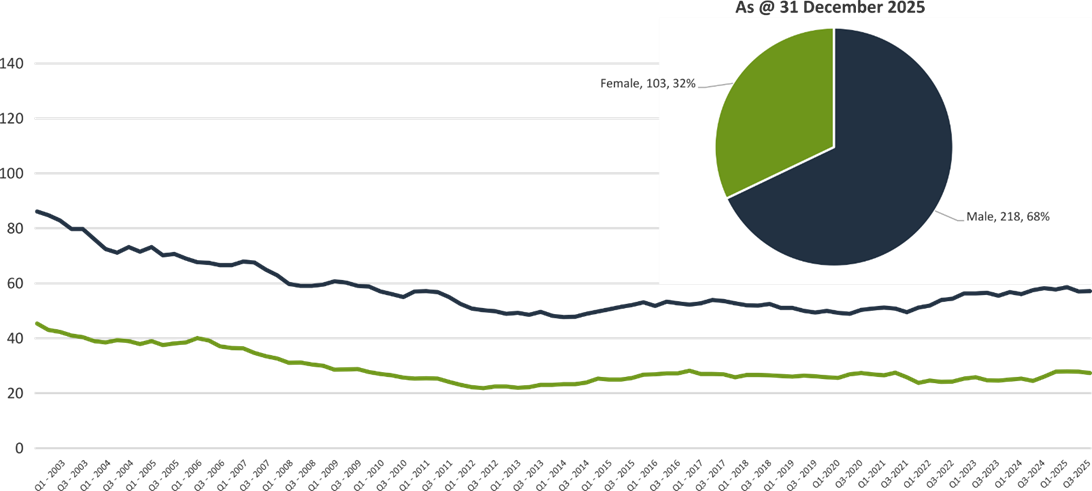 As @ 31 December 2025
140
Female, 103, 32%
120
100
Male, 218, 68%
80
60
40
20
0
Q1 - 2003
Q3 - 2003
Q1 - 2004
Q3 - 2004
Q1 - 2005
Q3 - 2005
Q1 - 2006
Q3 - 2006
Q1 - 2007
Q3 - 2007
Q1 - 2008
Q3 - 2008
Q1 - 2009
Q3 - 2009
Q1 - 2010
Q3 - 2010
Q1 - 2011
Q3 - 2011
Q1 - 2012
Q3 - 2012
Q1 - 2013
Q3 - 2013
Q1 - 2014
Q3 - 2014
Q1 - 2015
Q3 - 2015
Q1 - 2016
Q3 - 2016
Q1 - 2017
Q3 - 2017
Q1 - 2018
Q3 - 2018
Q1 - 2019
Q3 - 2019
Q1 - 2020
Q3-2020
Q1-2021
Q3-2021
Q1 - 2022
Q3-2022
Q1 - 2023
Q3-2023
Q1 - 2024
Q3 - 2024
Q1-2025
Q3-2025